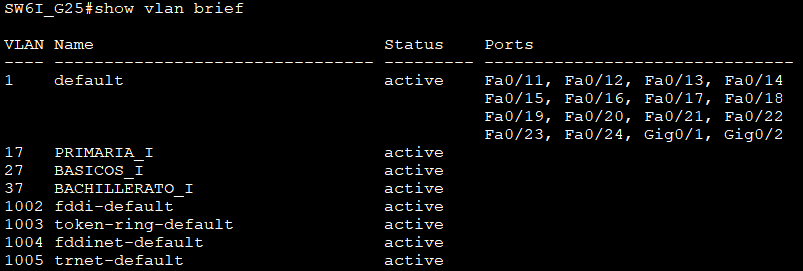 SW6I_G25#show vlan brief
VLAN Name                             Status    Ports
---- -------------------------------- --------- -------------------------------
1    default                          active    Fa0/11, Fa0/12, Fa0/13, Fa0/14
                                                Fa0/15, Fa0/16, Fa0/17, Fa0/18
                                                Fa0/19, Fa0/20, Fa0/21, Fa0/22
                                                Fa0/23, Fa0/24, Gig0/1, Gig0/2
17   PRIMARIA_I                       active
27   BASICOS_I                        active
37   BACHILLERATO_I                   active
1002 fddi-default                     active
1003 token-ring-default               active
1004 fddinet-default                  active
1005 trnet-default                    active